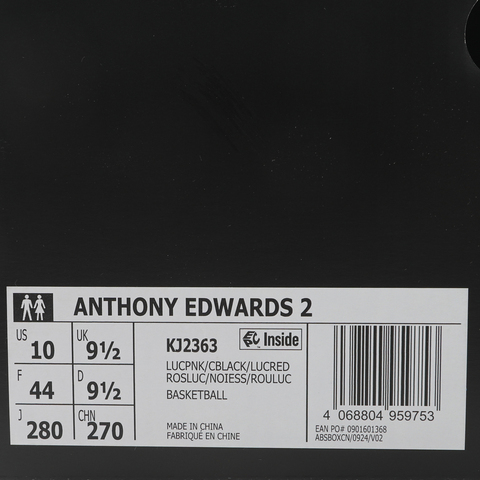 ANTHONY EDWARDS 2
US 10 UK 9½
F 44 D 9½
J 280 CHN 270
KJ2363 Inside
LUCPNK/CBLACK/LUCRED
ROSLUC/NOIESS/ROULUC
BASKETBALL
MADE IN CHINA
FABRIQUÉ EN CHINE
4 068804 959753
EAN PO# 0901601368
ABSBOXCN/0924/V02